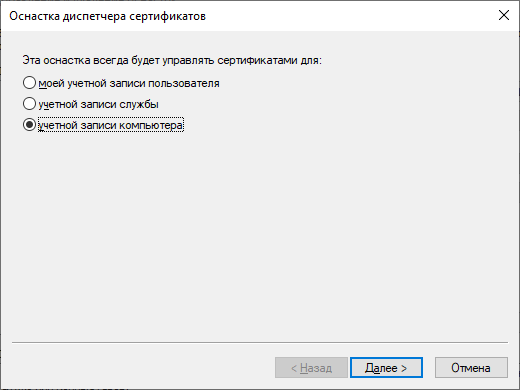 Оснастка диспетчера сертификатов
Эта оснастка всегда будет управлять сертификатами для:
моей учетной записи пользователя
учетной записи службы
учетной записи компьютера
< Назад
Далее >
Отмена